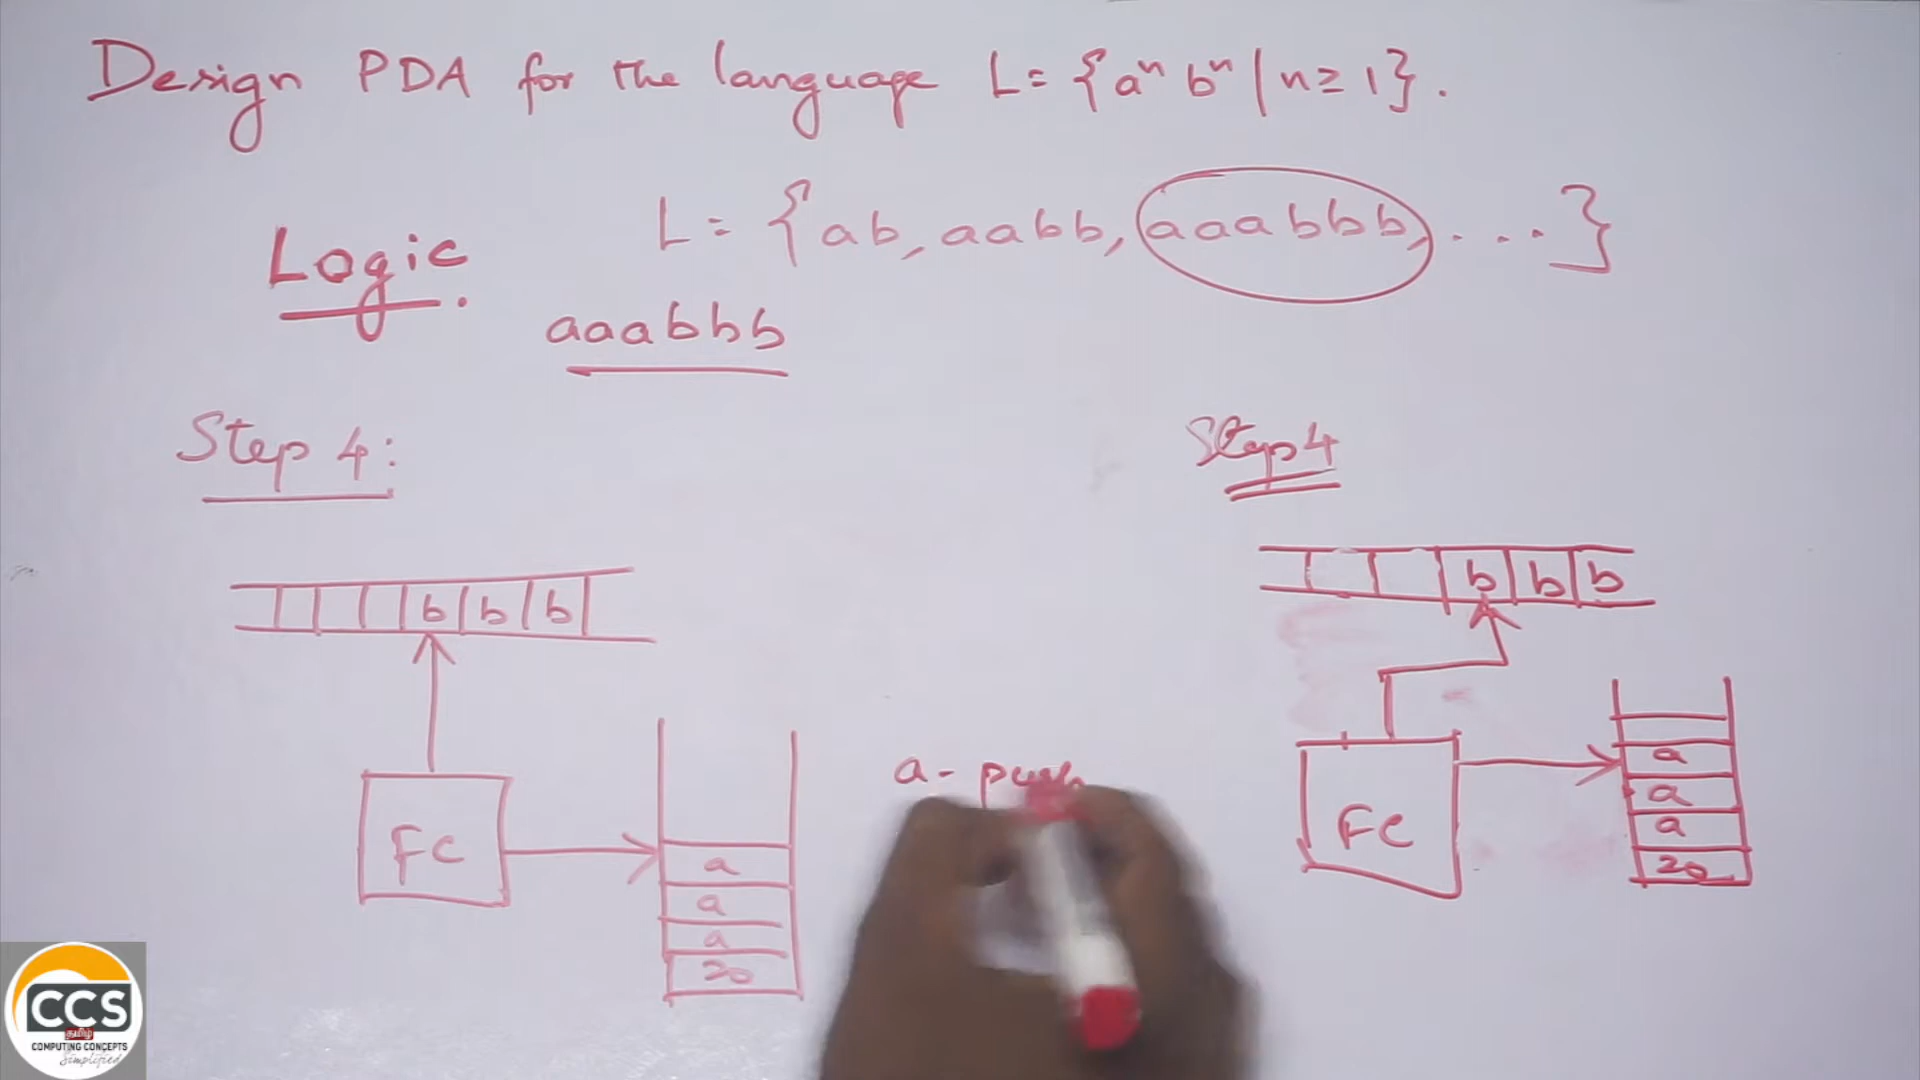 Design PDA for the language L = {aⁿ bⁿ | n ≥ 1}.
L = {ab, aabb, aaabbb, ....}
Logic.
aaabbb
Step 4:
b b b
FC
a
a
a
z0
a - push
Step 4
b b b
FC
a
a
a
z0
CCS
தமிழ்
COMPUTING CONCEPTS
Simplified